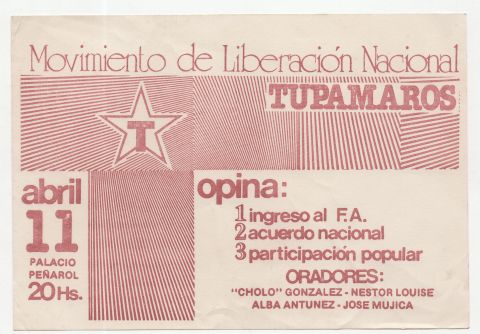 Movimiento de Liberación Nacional
TUPAMAROS
T
abril
11
PALACIO
PEÑAROL
20 Hs.
opina:
1 ingreso al F.A.
2 acuerdo nacional
3 participación popular
ORADORES:
"CHOLO" GONZALEZ - NESTOR LOUISE
ALBA ANTUNEZ - JOSE MUJICA